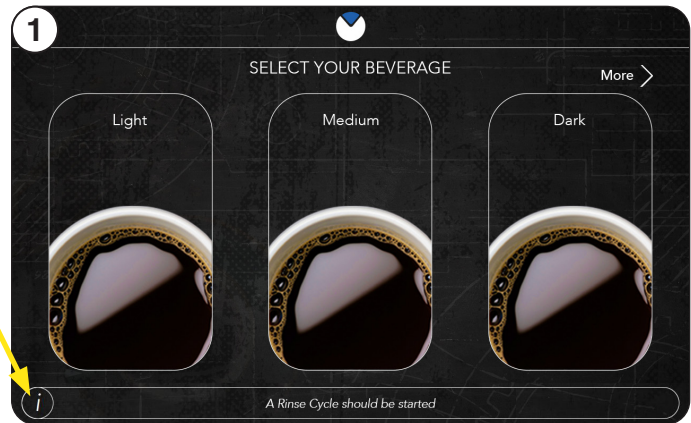 1
SELECT YOUR BEVERAGE
More
Light Medium Dark
i A Rinse Cycle should be started